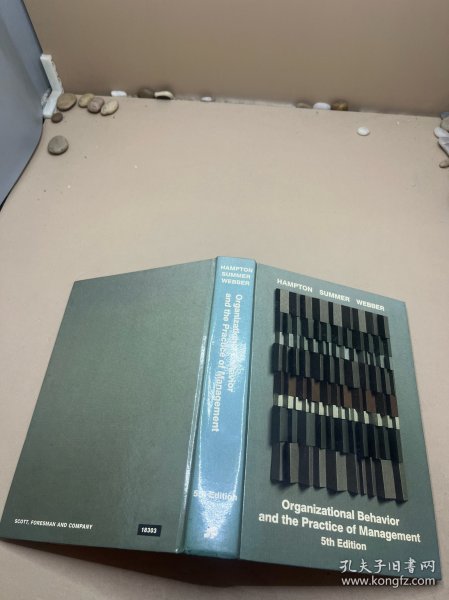 HAMPTON SUMMER WEBBER
Organizational Behavior
and the Practice of Management
5th Edition
HAMPTON
SUMMER
WEBBER
Organizational Behavior
and the Practice of Management
5th Edition
SCOTT, FORESMAN AND COMPANY
18303
孔夫子旧书网
www.kongfz.com